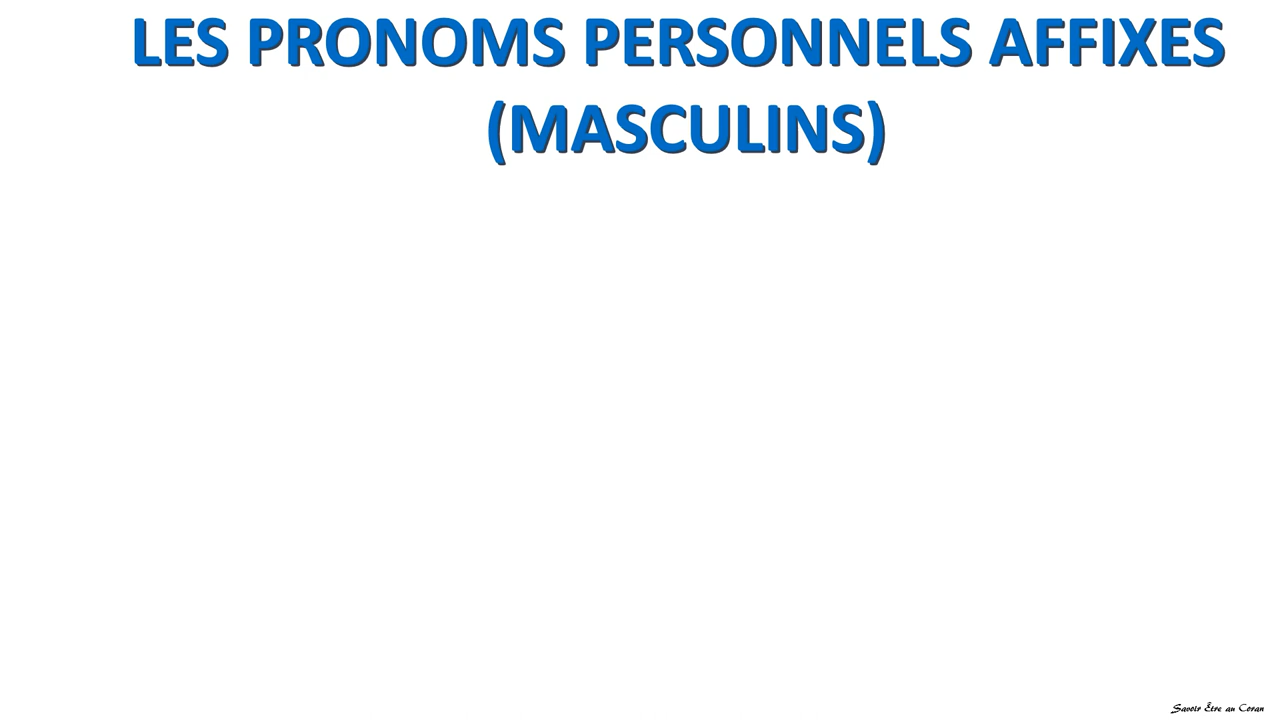 LES PRONOMS PERSONNELS AFFIXES
(MASCULINS)
Savoir Être au Coran